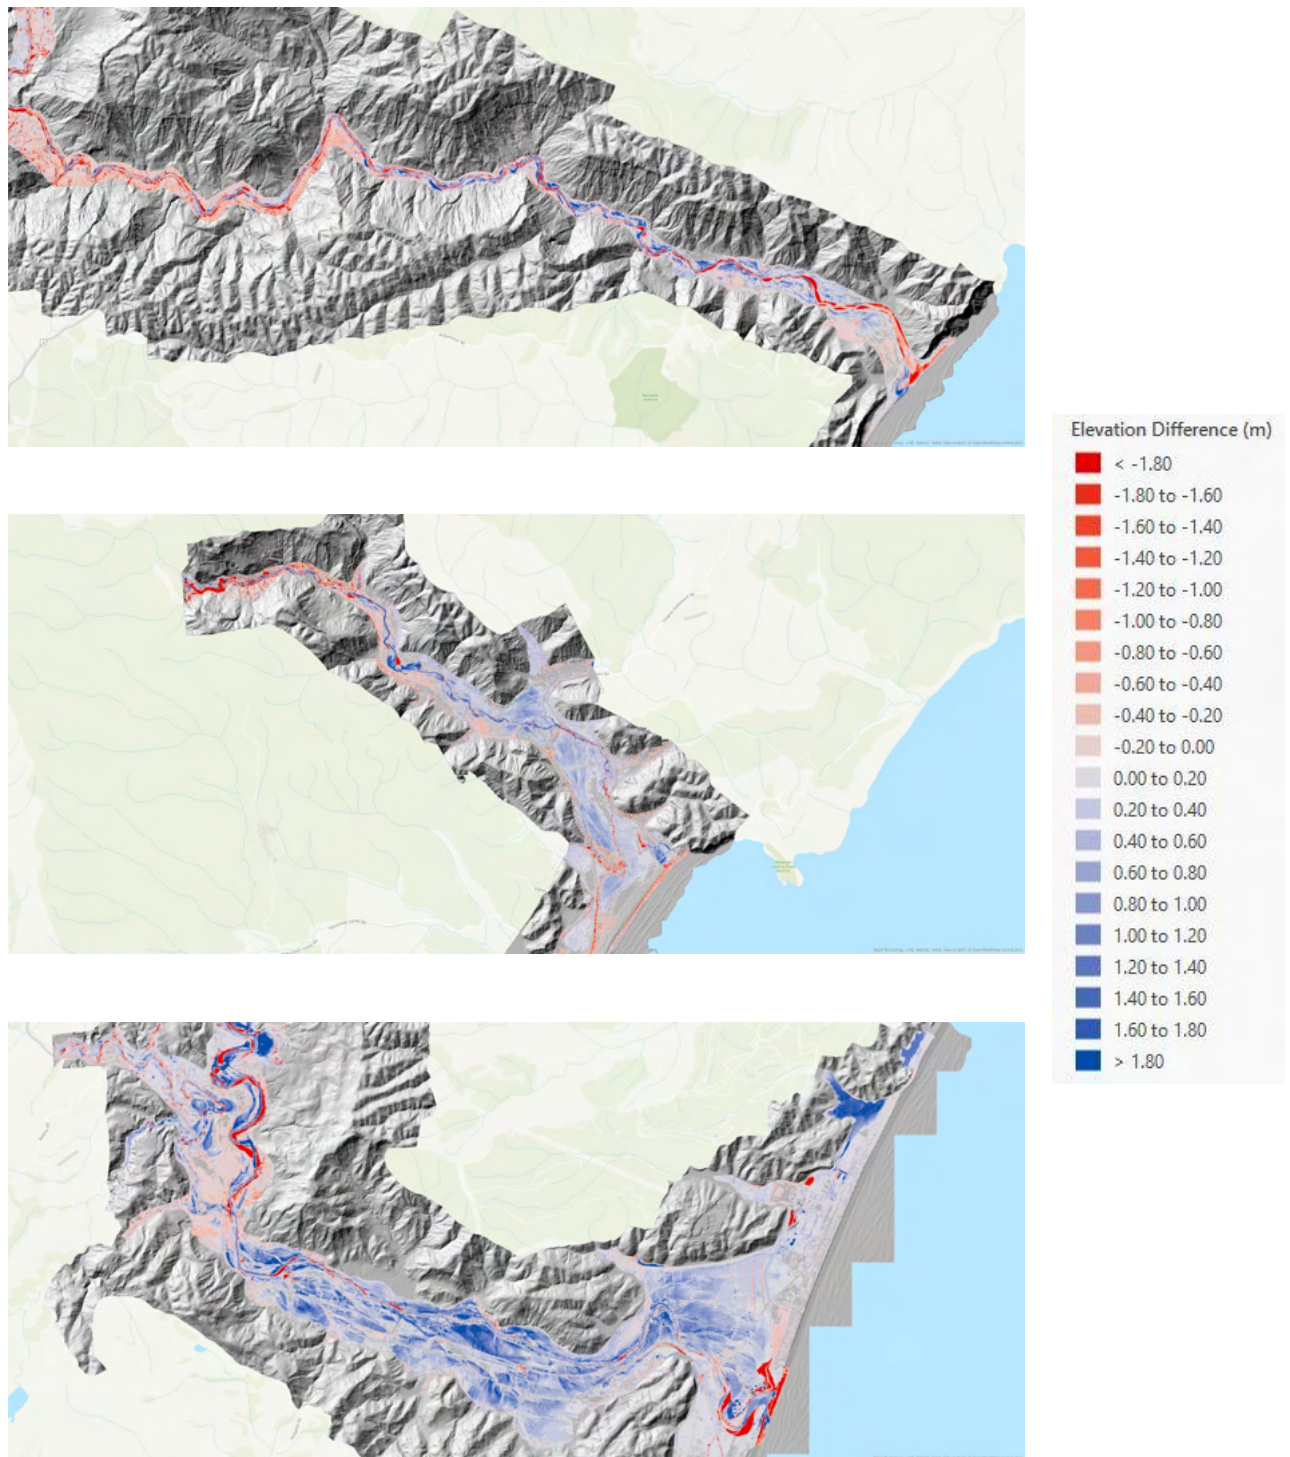 Elevation Difference (m)
< -1.80
-1.80 to -1.60
-1.60 to -1.40
-1.40 to -1.20
-1.20 to -1.00
-1.00 to -0.80
-0.80 to -0.60
-0.60 to -0.40
-0.40 to -0.20
-0.20 to 0.00
0.00 to 0.20
0.20 to 0.40
0.40 to 0.60
0.60 to 0.80
0.80 to 1.00
1.00 to 1.20
1.20 to 1.40
1.40 to 1.60
1.60 to 1.80
> 1.80